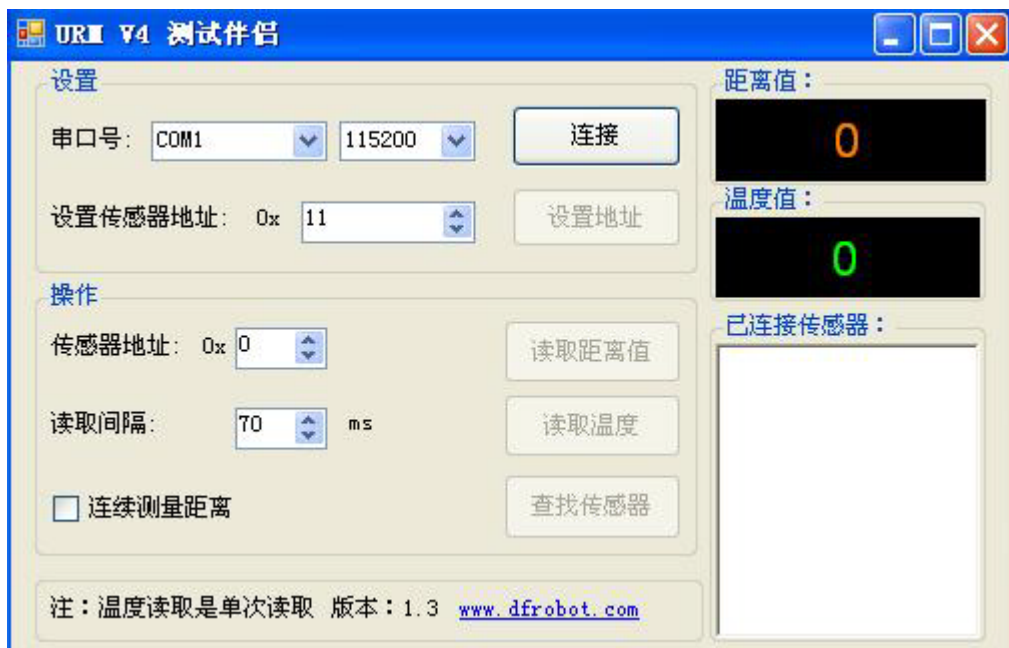 URM V4 测试伴侣
设置
串口号: COM1 115200 连接
设置传感器地址: 0x 11 设置地址
操作
传感器地址: 0x 0 读取距离值
读取间隔: 70 ms 读取温度
连续测量距离 查找传感器
注：温度读取是单次读取 版本：1.3 www.dfrobot.com
距离值：
0
温度值：
0
已连接传感器：